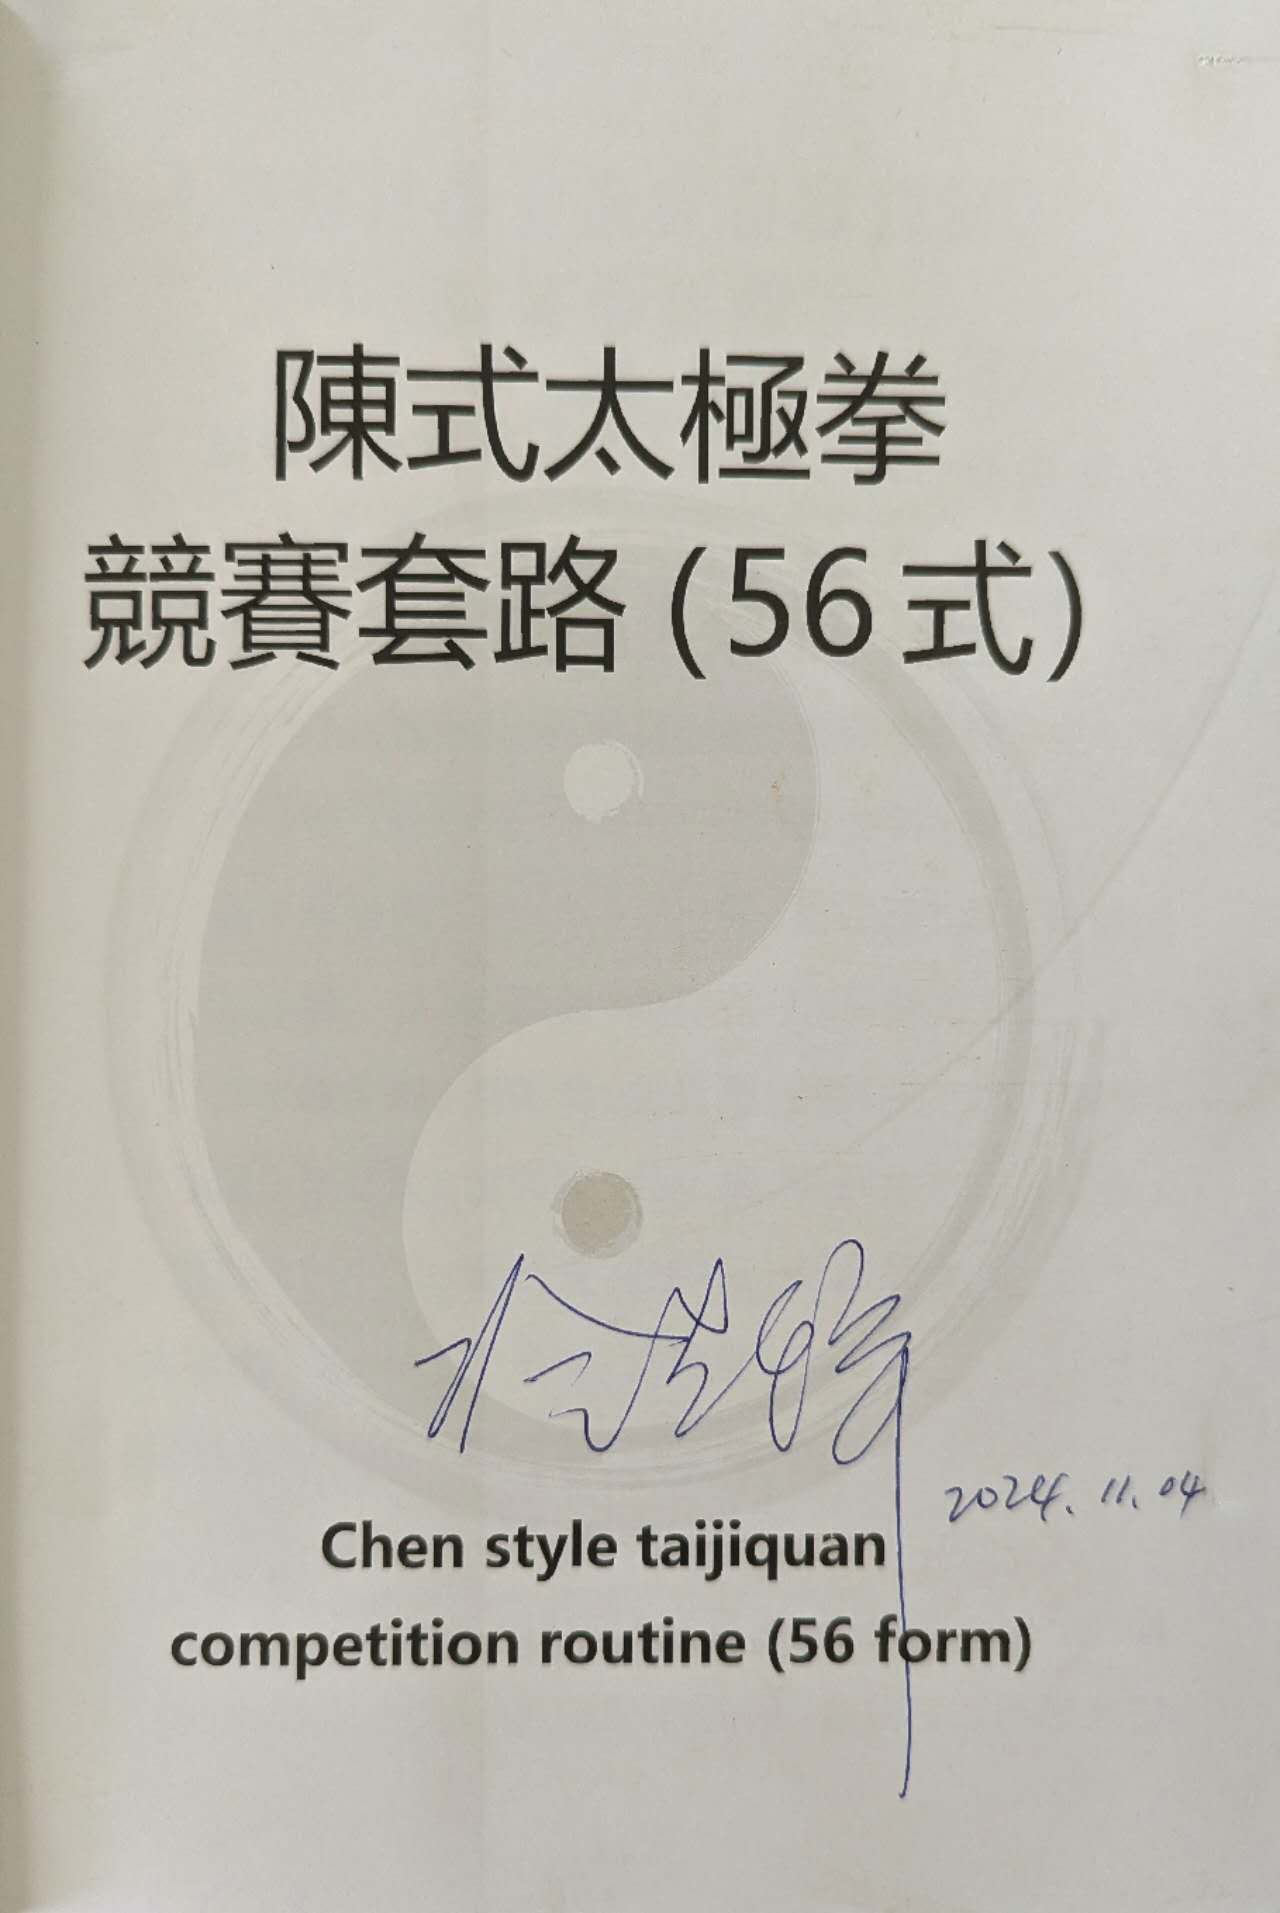 陳式太極拳
競賽套路(56式)
2024.11.04
Chen style taijiquan
competition routine (56 form)